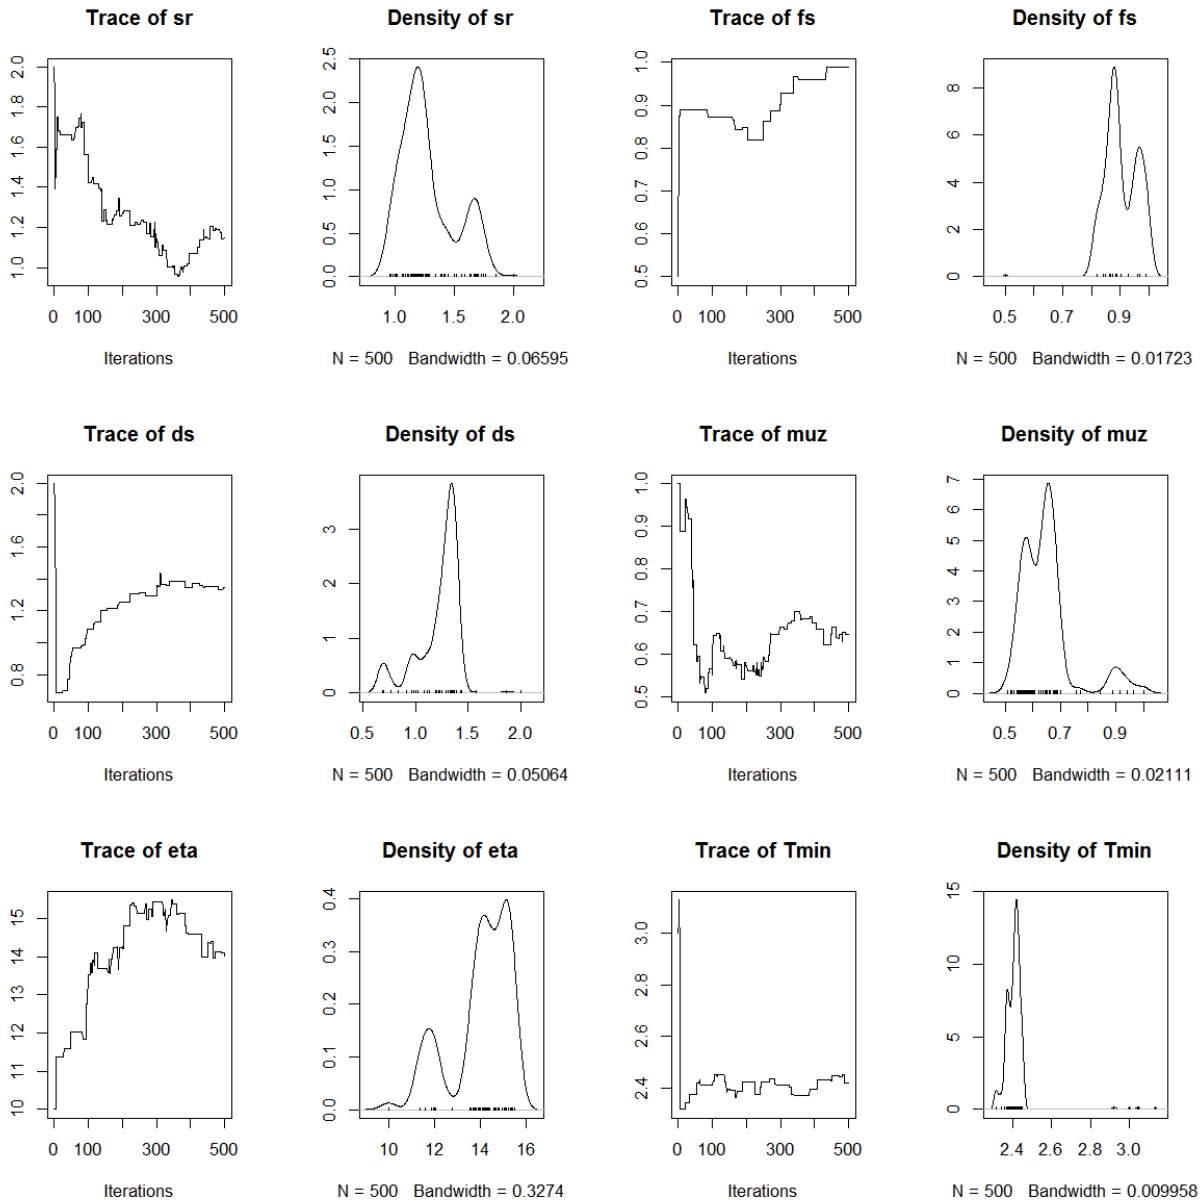 Trace of sr
2.0
1.8
1.6
1.4
1.2
1.0
0 100 300 500
Iterations
Density of sr
2.5
2.0
1.5
1.0
0.5
0.0
1.0 1.5 2.0
N = 500 Bandwidth = 0.06595
Trace of fs
1.0
0.9
0.8
0.7
0.6
0.5
0 100 300 500
Iterations
Density of fs
8
6
4
2
0
0.5 0.7 0.9
N = 500 Bandwidth = 0.01723
Trace of ds
2.0
1.6
1.2
0.8
0 100 300 500
Iterations
Density of ds
3
2
1
0
0.5 1.0 1.5 2.0
N = 500 Bandwidth = 0.05064
Trace of muz
1.0
0.9
0.8
0.7
0.6
0.5
0 100 300 500
Iterations
Density of muz
7
6
5
4
3
2
1
0
0.5 0.7 0.9
N = 500 Bandwidth = 0.02111
Trace of eta
15
14
13
12
11
10
0 100 300 500
Iterations
Density of eta
0.4
0.3
0.2
0.1
0.0
10 12 14 16
N = 500 Bandwidth = 0.3274
Trace of Tmin
3.0
2.8
2.6
2.4
0 100 300 500
Iterations
Density of Tmin
15
10
5
0
2.4 2.6 2.8 3.0
N = 500 Bandwidth = 0.009958